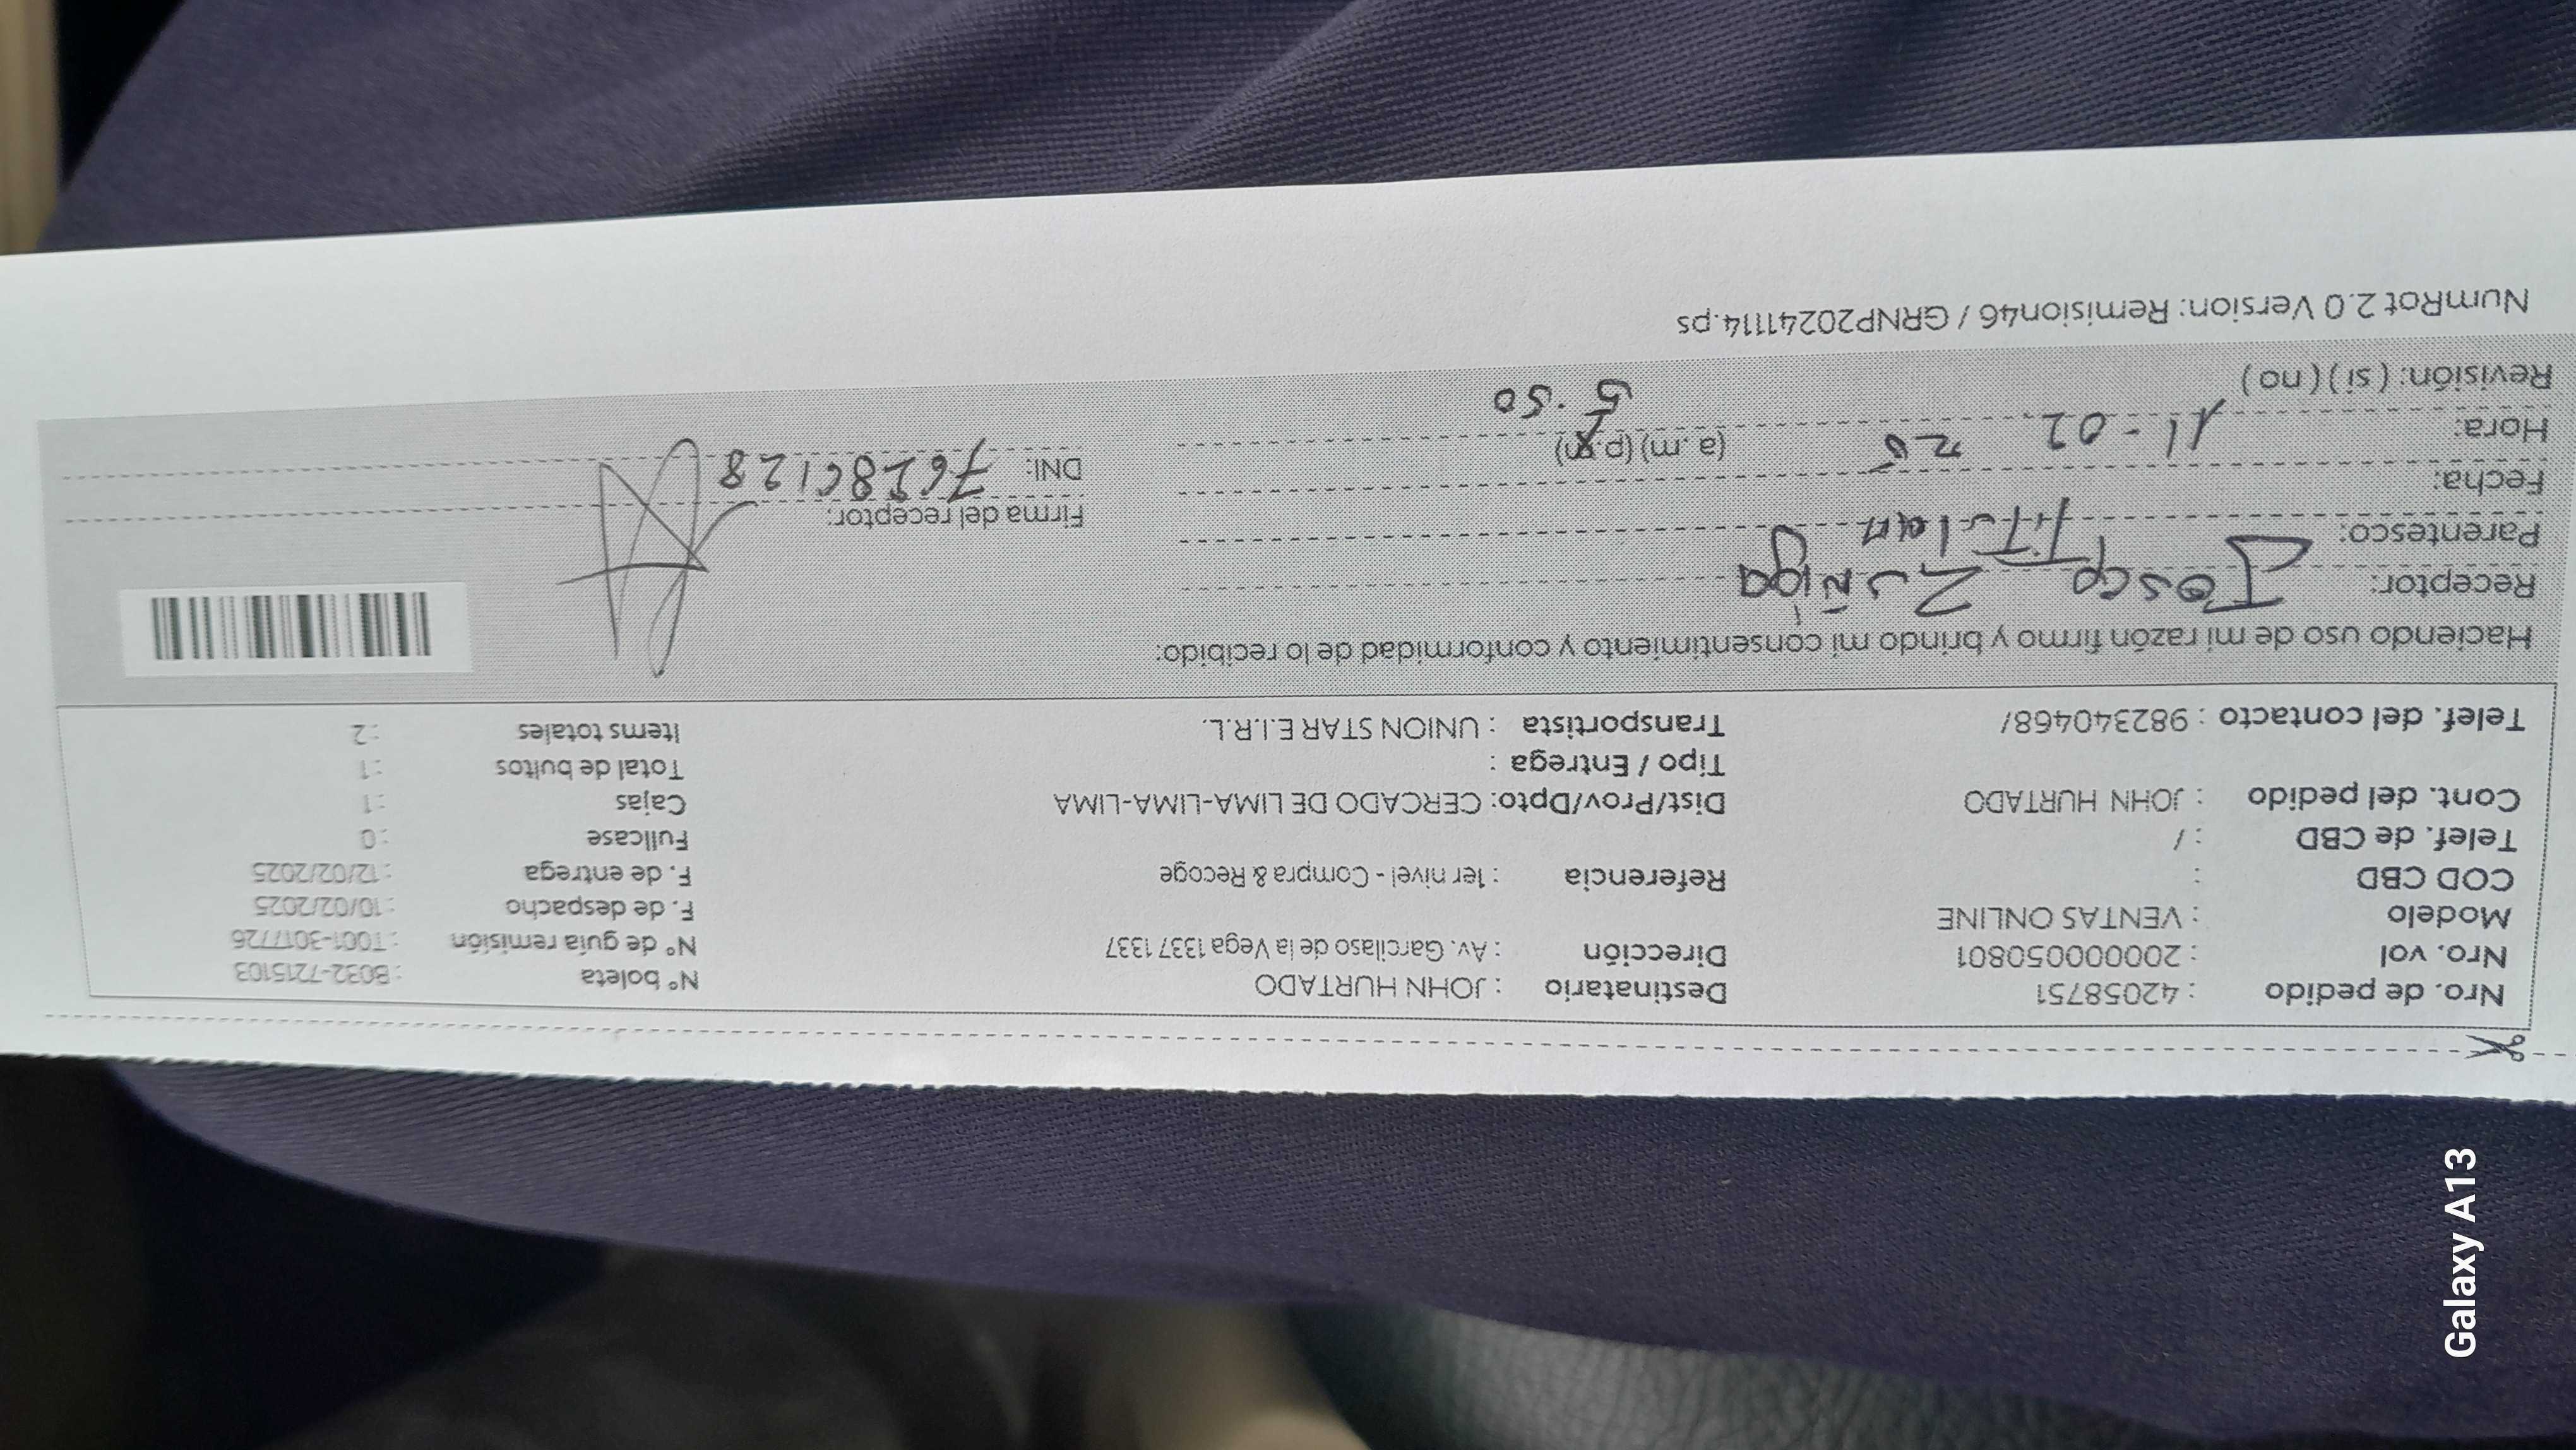 Nro. de pedido : 42058751 Destinatario : JOHN HURTADO N° boleta : B032-7215103
Nro. vol : 20000050801 Dirección : Av. Garcilaso de la Vega 1337 1337 N° de guía remisión : T001-3017726
Modelo : VENTAS ONLINE F. de despacho : 10/02/2025
COD CBD : Referencia : 1er nivel - Compra & Recoge F. de entrega : 12/02/2025
Telef. de CBD : / Fullcase : 0
Cont. del pedido : JOHN HURTADO Dist/Prov/Dpto: CERCADO DE LIMA-LIMA-LIMA Cajas : 1
Tipo / Entrega : Total de bultos : 1
Telef. del contacto : 982340468/ Transportista : UNION STAR E.I.R.L. Items totales : 2
Haciendo uso de mi razón firmo y brindo mi consentimiento y conformidad de lo recibido:
Receptor: Zuñiga
Parentesco: Titular Firma del receptor:
Fecha: 11-02 25 DNI: 76286128
Hora: (a.m) (p.m) 5.50
Revisión: (si) (no)
NumRot 2.0 Version: Remision46 / GRNP20241114.ps
Galaxy A13